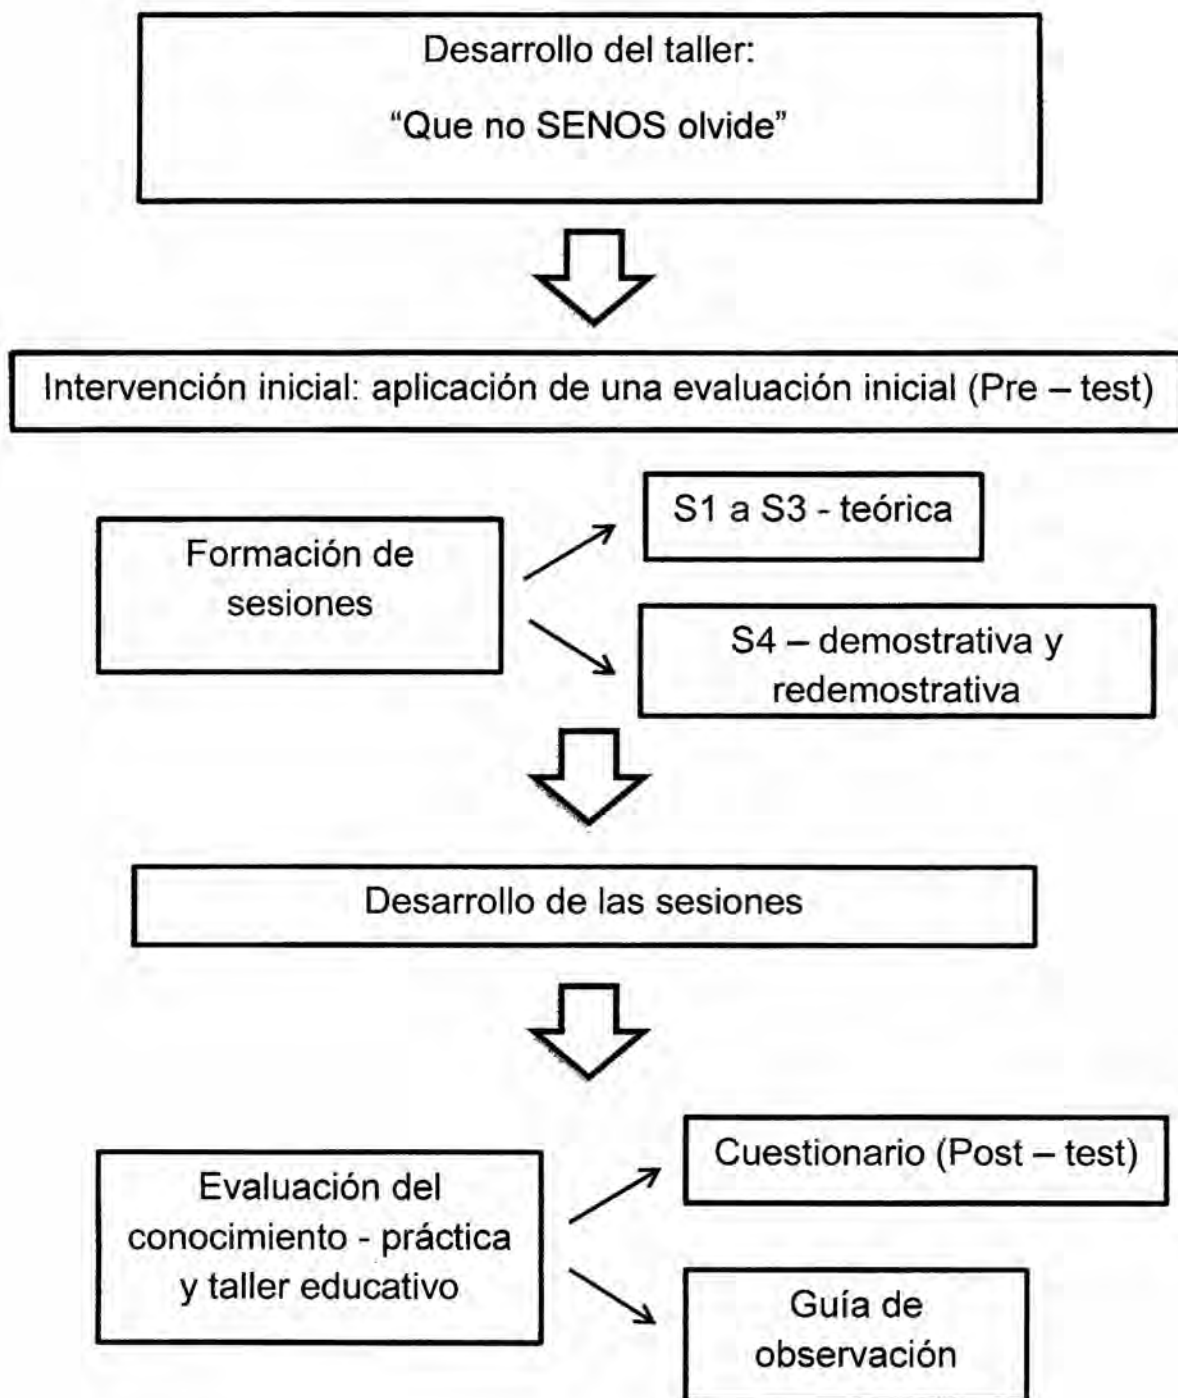 Desarrollo del taller:
“Que no SENOS olvide”
Intervención inicial: aplicación de una evaluación inicial (Pre – test)
S1 a S3 - teórica
Formación de
sesiones
S4 – demostrativa y
redemostrativa
Desarrollo de las sesiones
Cuestionario (Post – test)
Evaluación del
conocimiento - práctica
y taller educativo
Guía de
observación